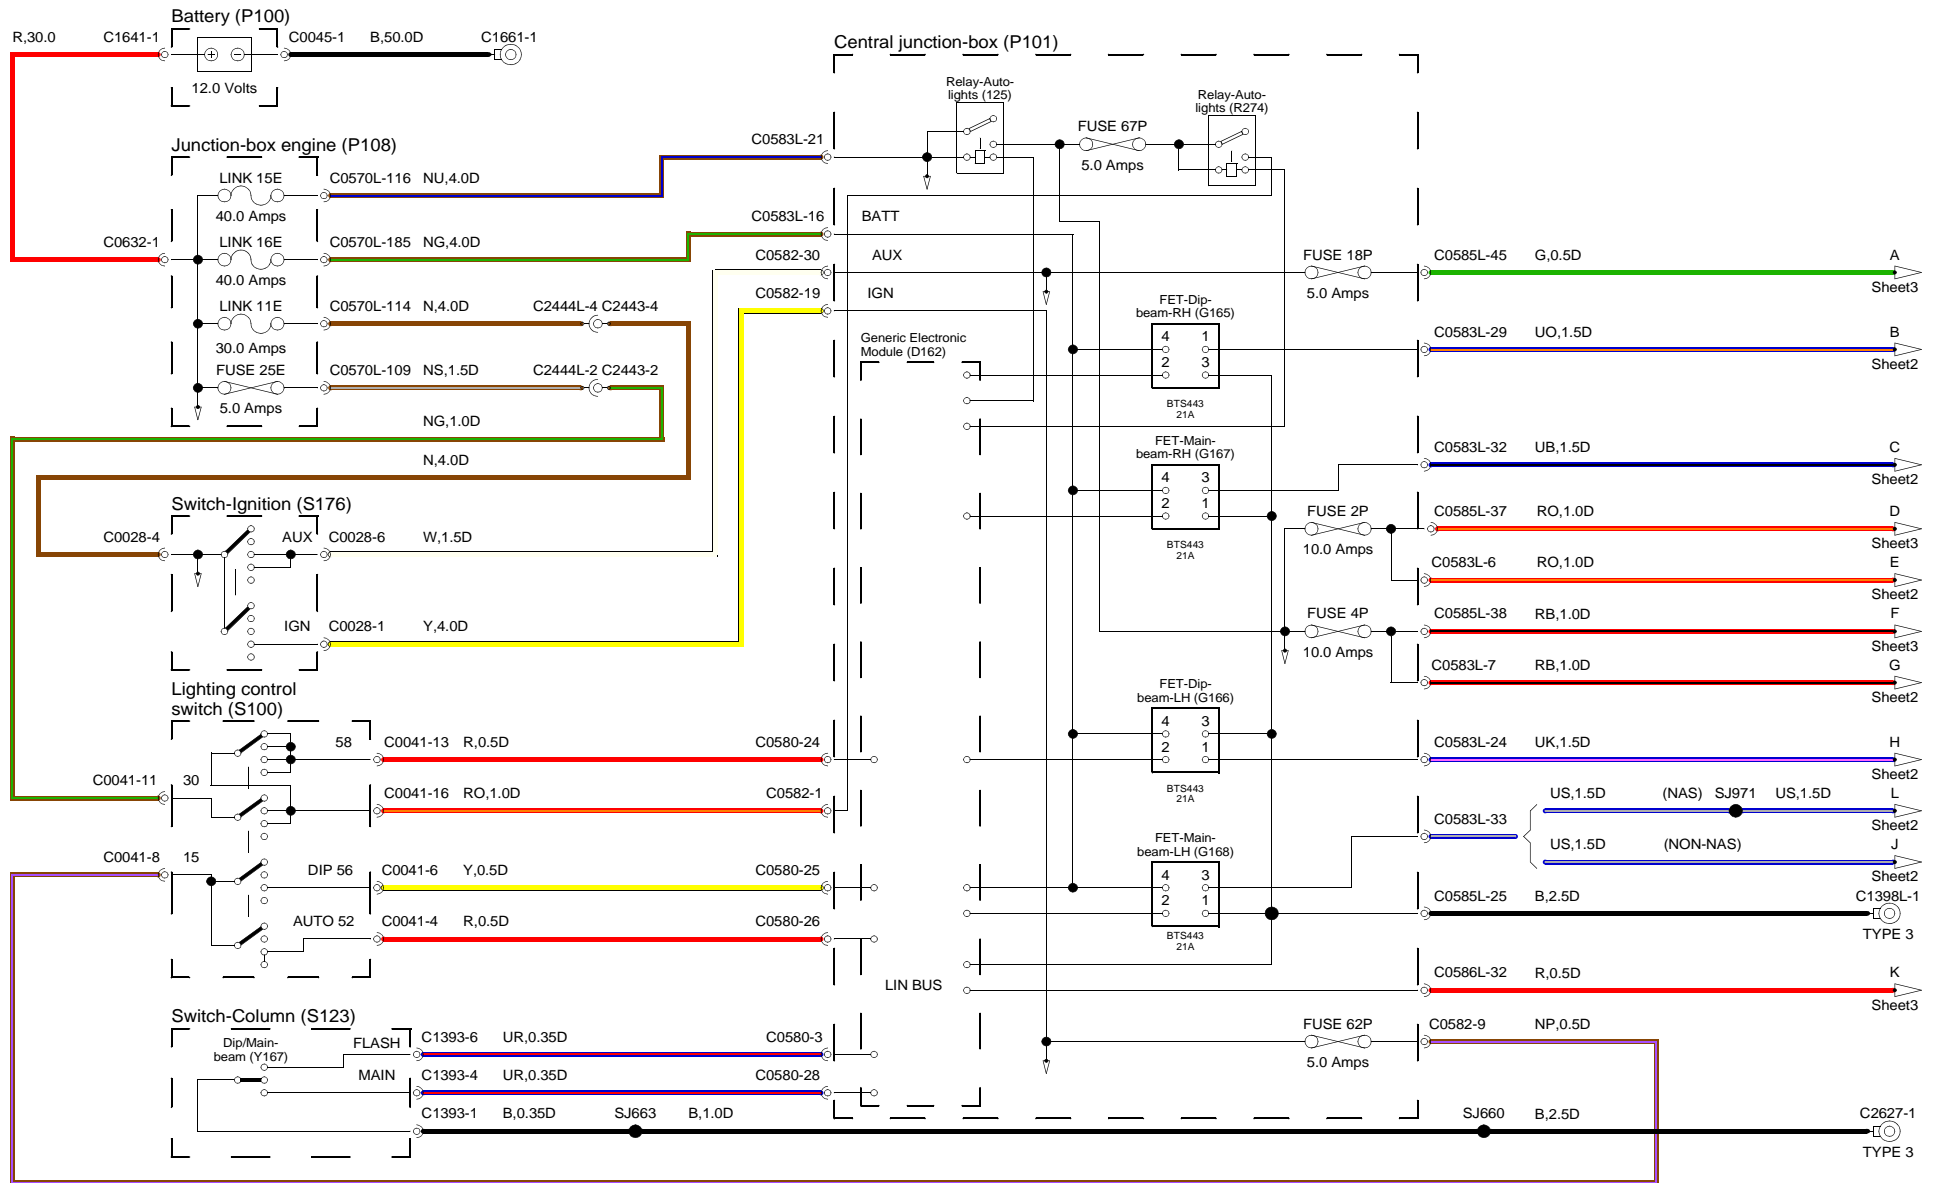 Battery (P100)
R,30.0
C1641-1
C0045-1
B,50.0D
C1661-1
12.0 Volts
Central junction-box (P101)
Relay-Auto-
lights (125)
Relay-Auto-
lights (R274)
FUSE 67P
5.0 Amps
Junction-box engine (P108)
C0583L-21
LINK 15E
C0570L-116
NU,4.0D
40.0 Amps
C0583L-16
BATT
C0632-1
LINK 16E
C0570L-185
NG,4.0D
40.0 Amps
C0582-30
AUX
FUSE 18P
5.0 Amps
C0585L-45
G,0.5D
A
Sheet3
C0582-19
IGN
LINK 11E
C0570L-114
N,4.0D
C2444L-4
C2443-4
30.0 Amps
FET-Dip-
beam-RH (G165)
4
1
2
3
BTS443
21A
C0583L-29
UO,1.5D
B
Sheet2
Generic Electronic
Module (D162)
FUSE 25E
C0570L-109
NS,1.5D
C2444L-2
C2443-2
5.0 Amps
NG,1.0D
N,4.0D
FET-Main-
beam-RH (G167)
4
3
2
1
BTS443
21A
C0583L-32
UB,1.5D
C
Sheet2
Switch-Ignition (S176)
C0028-4
AUX
C0028-6
W,1.5D
IGN
C0028-1
Y,4.0D
FUSE 2P
10.0 Amps
C0585L-37
RO,1.0D
D
Sheet3
C0583L-6
RO,1.0D
E
Sheet2
FUSE 4P
10.0 Amps
C0585L-38
RB,1.0D
F
Sheet3
C0583L-7
RB,1.0D
G
Sheet2
Lighting control
switch (S100)
58
C0041-13
R,0.5D
C0580-24
FET-Dip-
beam-LH (G166)
4
3
2
1
BTS443
21A
C0583L-24
UK,1.5D
H
Sheet2
C0041-11
30
C0041-16
RO,1.0D
C0582-1
C0583L-33
US,1.5D
(NAS)
SJ971
US,1.5D
L
Sheet2
US,1.5D
(NON-NAS)
J
Sheet2
C0041-8
15
DIP 56
C0041-6
Y,0.5D
C0580-25
FET-Main-
beam-LH (G168)
4
3
2
1
BTS443
21A
C0585L-25
B,2.5D
C1398L-1
TYPE 3
AUTO 52
C0041-4
R,0.5D
C0580-26
LIN BUS
C0586L-32
R,0.5D
K
Sheet3
Switch-Column (S123)
Dip/Main-
beam (Y167)
FLASH
C1393-6
UR,0.35D
C0580-3
FUSE 62P
5.0 Amps
C0582-9
NP,0.5D
MAIN
C1393-4
UR,0.35D
C0580-28
C1393-1
B,0.35D
SJ663
B,1.0D
SJ660
B,2.5D
C2627-1
TYPE 3